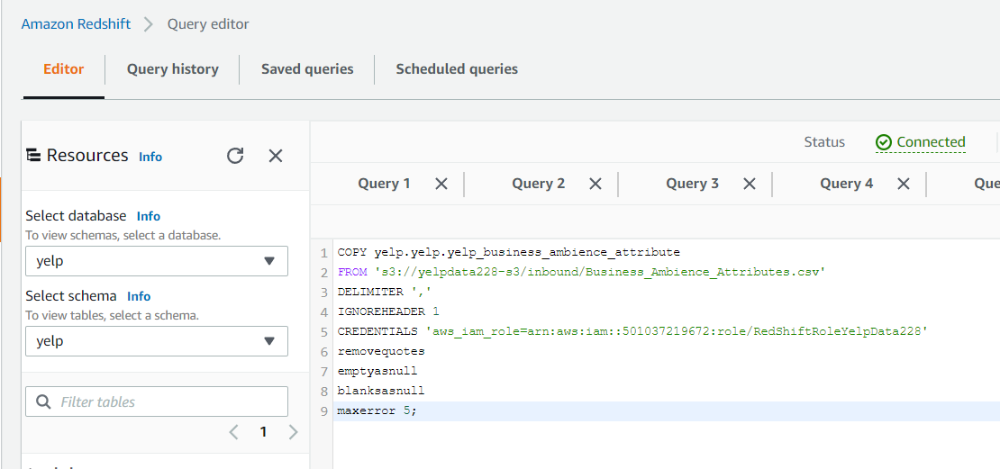 Amazon Redshift > Query editor
Editor Query history Saved queries Scheduled queries
Resources Info
Status Connected
Query 1 Query 2 Query 3 Query 4 Que
Select database Info
To view schemas, select a database.
yelp
Select schema Info
To view tables, select a schema.
yelp
Filter tables
1
1 COPY yelp.yelp.yelp_business_ambience_attribute
2 FROM 's3://yelpdata228-s3/inbound/Business_Ambience_Attributes.csv'
3 DELIMITER ','
4 IGNOREHEADER 1
5 CREDENTIALS 'aws_iam_role=arn:aws:iam::501037219672:role/RedShiftRoleYelpData228'
6 removequotes
7 emptyasnull
8 blanksasnull
9 maxerror 5;